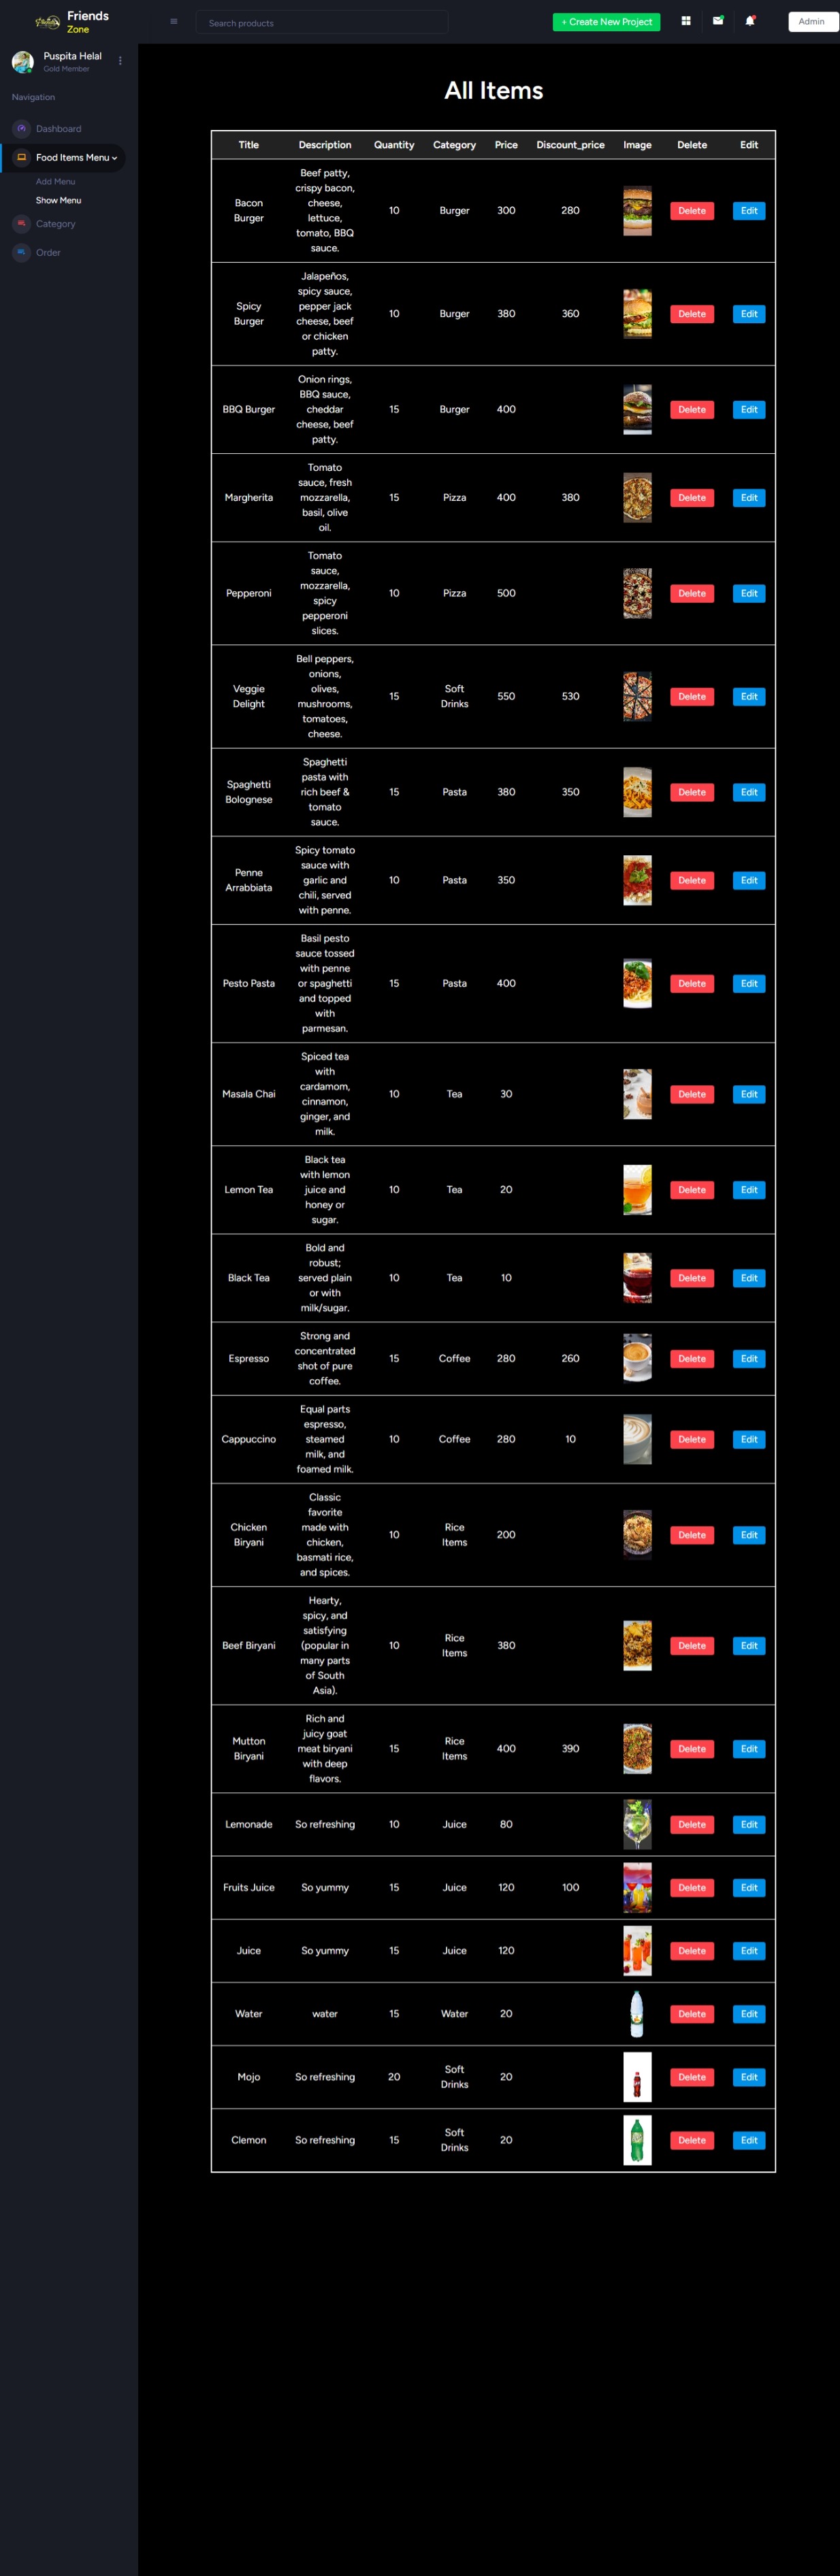 Friends
Zone
Search products
+ Create New Project
Admin
Puspita Helal
Gold Member
Navigation
Dashboard
Food Items Menu
Add Menu
Show Menu
Category
Order
All Items
Title Description Quantity Category Price Discount_price Image Delete Edit
Bacon
Burger
Beef patty,
crispy bacon,
cheese,
lettuce,
tomato, BBQ
sauce.
10 Burger 300 280 Delete Edit
Spicy
Burger
Jalapeños,
spicy sauce,
pepper jack
cheese, beef
or chicken
patty.
10 Burger 380 360 Delete Edit
BBQ Burger
Onion rings,
BBQ sauce,
cheddar
cheese, beef
patty.
15 Burger 400 Delete Edit
Margherita
Tomato
sauce, fresh
mozzarella,
basil, olive
oil.
15 Pizza 400 380 Delete Edit
Pepperoni
Tomato
sauce,
mozzarella,
spicy
pepperoni
slices.
10 Pizza 500 Delete Edit
Veggie
Delight
Bell peppers,
onions,
olives,
mushrooms,
tomatoes,
cheese.
15
Soft
Drinks
550 530 Delete Edit
Spaghetti
Bolognese
Spaghetti
pasta with
rich beef &
tomato
sauce.
15 Pasta 380 350 Delete Edit
Penne
Arrabbiata
Spicy tomato
sauce with
garlic and
chili, served
with penne.
10 Pasta 350 Delete Edit
Pesto Pasta
Basil pesto
sauce tossed
with penne
or spaghetti
and topped
with
parmesan.
15 Pasta 400 Delete Edit
Masala Chai
Spiced tea
with
cardamom,
cinnamon,
ginger, and
milk.
10 Tea 30 Delete Edit
Lemon Tea
Black tea
with lemon
juice and
honey or
sugar.
10 Tea 20 Delete Edit
Black Tea
Bold and
robust;
served plain
or with
milk/sugar.
10 Tea 10 Delete Edit
Espresso
Strong and
concentrated
shot of pure
coffee.
15 Coffee 280 260 Delete Edit
Cappuccino
Equal parts
espresso,
steamed
milk, and
foamed milk.
10 Coffee 280 10 Delete Edit
Chicken
Biryani
Classic
favorite
made with
chicken,
basmati rice,
and spices.
10
Rice
Items
200 Delete Edit
Beef Biryani
Hearty,
spicy, and
satisfying
(popular in
many parts
of South
Asia).
10
Rice
Items
380 Delete Edit
Mutton
Biryani
Rich and
juicy goat
meat biryani
with deep
flavors.
15
Rice
Items
400 390 Delete Edit
Lemonade So refreshing 10 Juice 80 Delete Edit
Fruits Juice So yummy 15 Juice 120 100 Delete Edit
Juice So yummy 15 Juice 120 Delete Edit
Water water 15 Water 20 Delete Edit
Mojo So refreshing 20
Soft
Drinks
20 Delete Edit
Clemon So refreshing 15
Soft
Drinks
20 Delete Edit